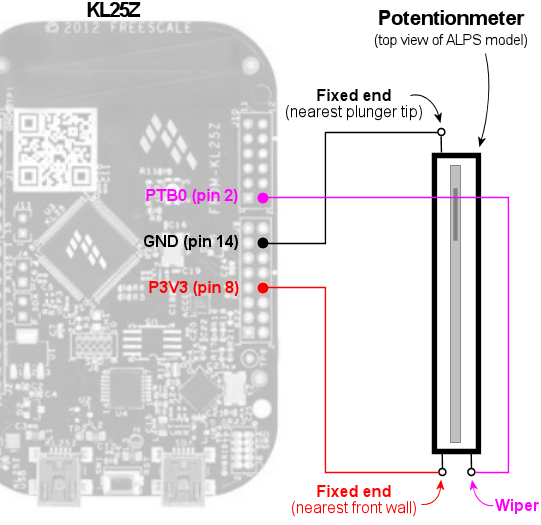 KL25Z
© 2012 FREESCALE
Potentionmeter
(top view of ALPS model)
Fixed end
(nearest plunger tip)
J10
FRDM-KL25Z
PTB0 (pin 2)
GND (pin 14)
P3V3 (pin 8)
Fixed end
(nearest front wall)
Wiper